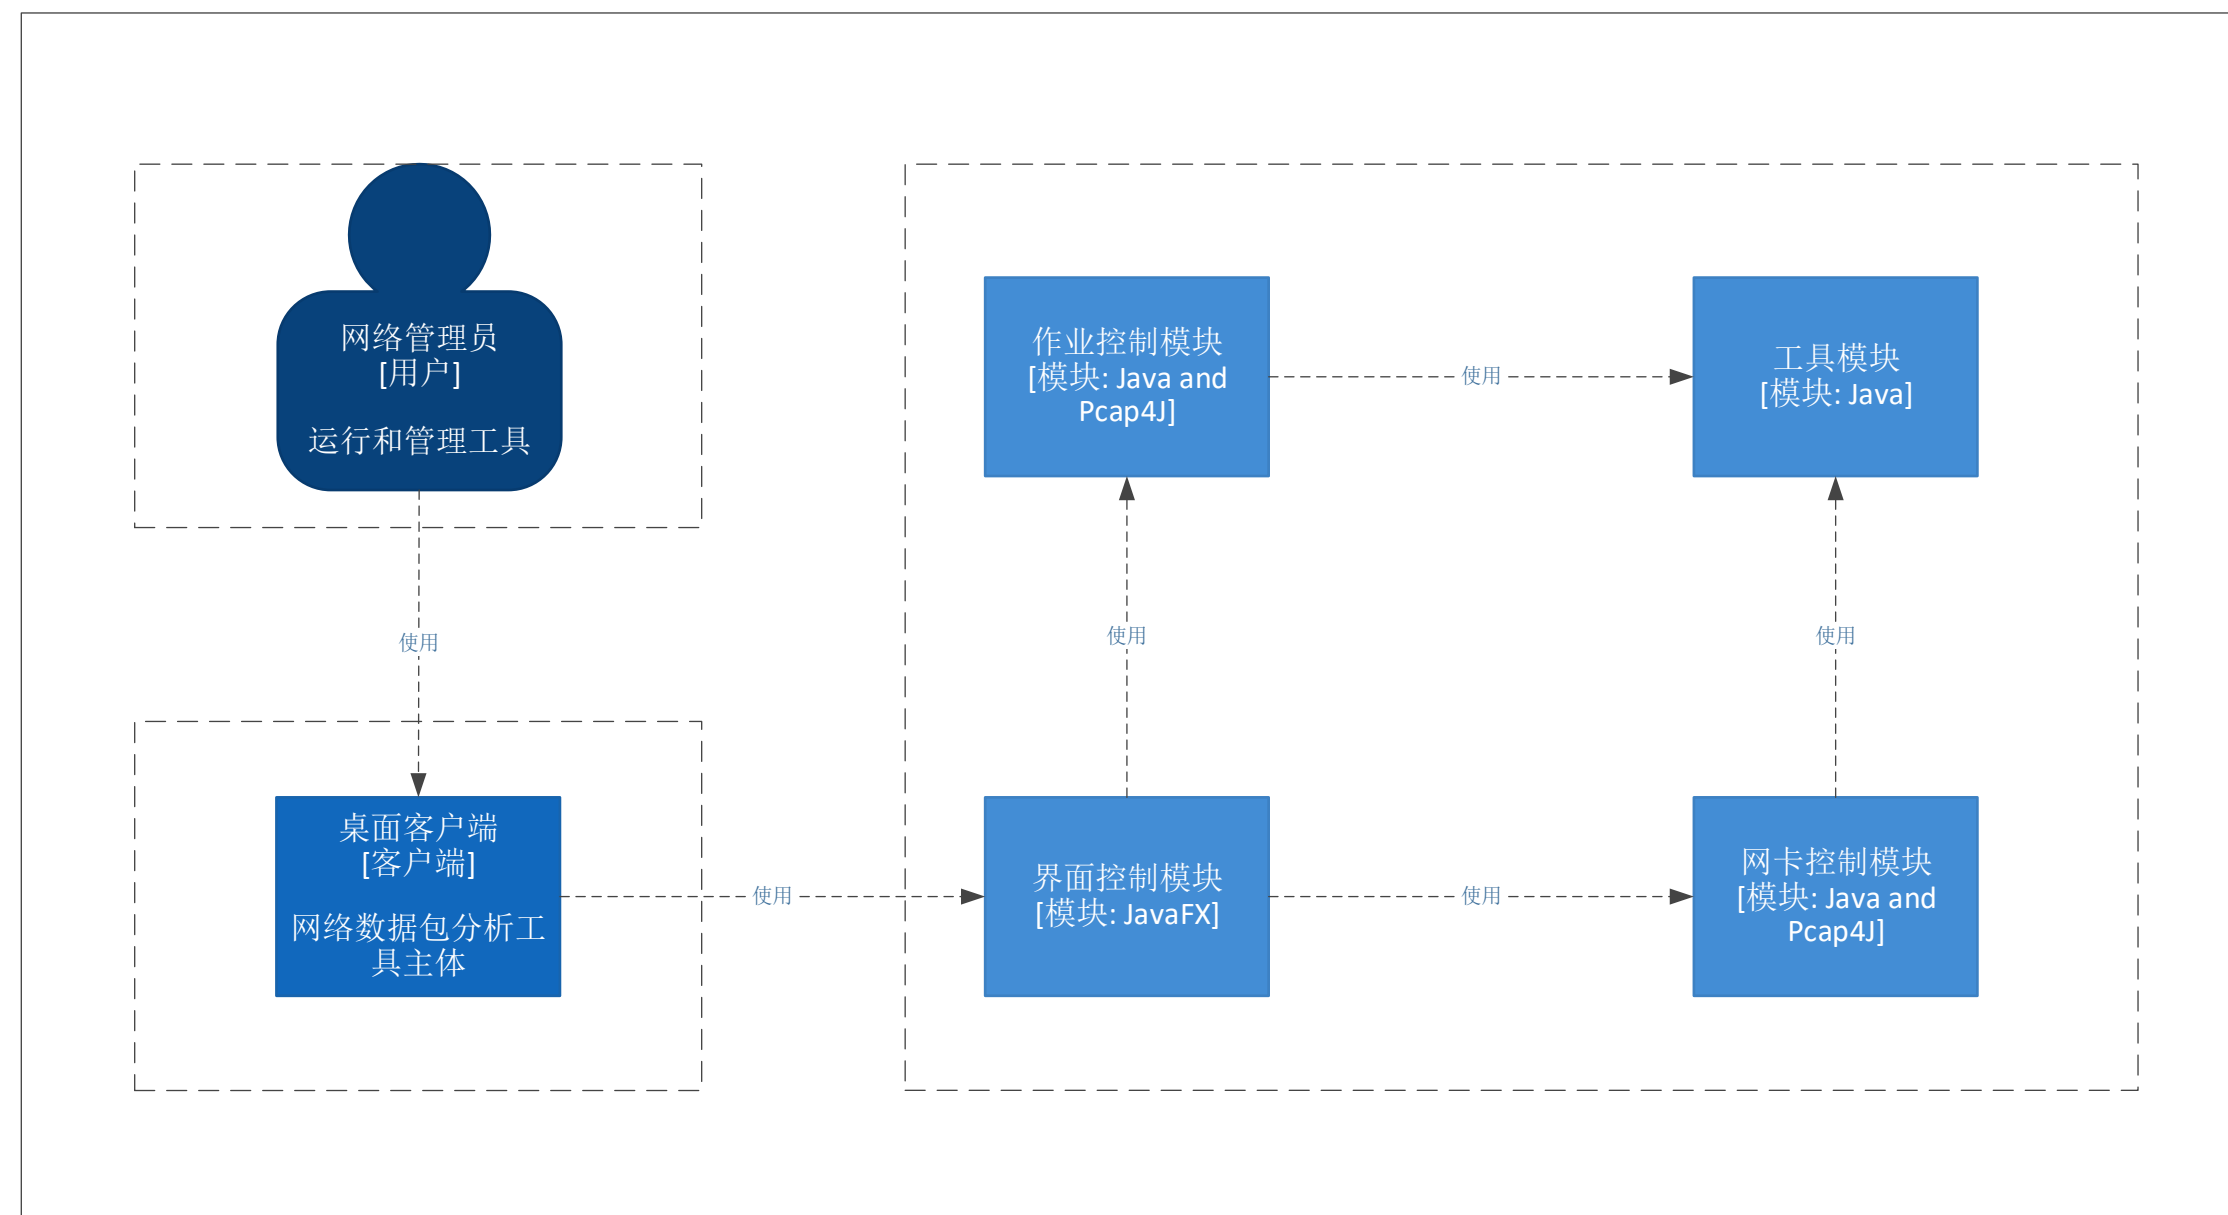 网络管理员
[用户]
运行和管理工具
使用
桌面客户端
[客户端]
网络数据包分析工
具主体
使用
作业控制模块
[模块: Java and
Pcap4J]
使用
工具模块
[模块: Java]
使用
使用
界面控制模块
[模块: JavaFX]
使用
网卡控制模块
[模块: Java and
Pcap4J]